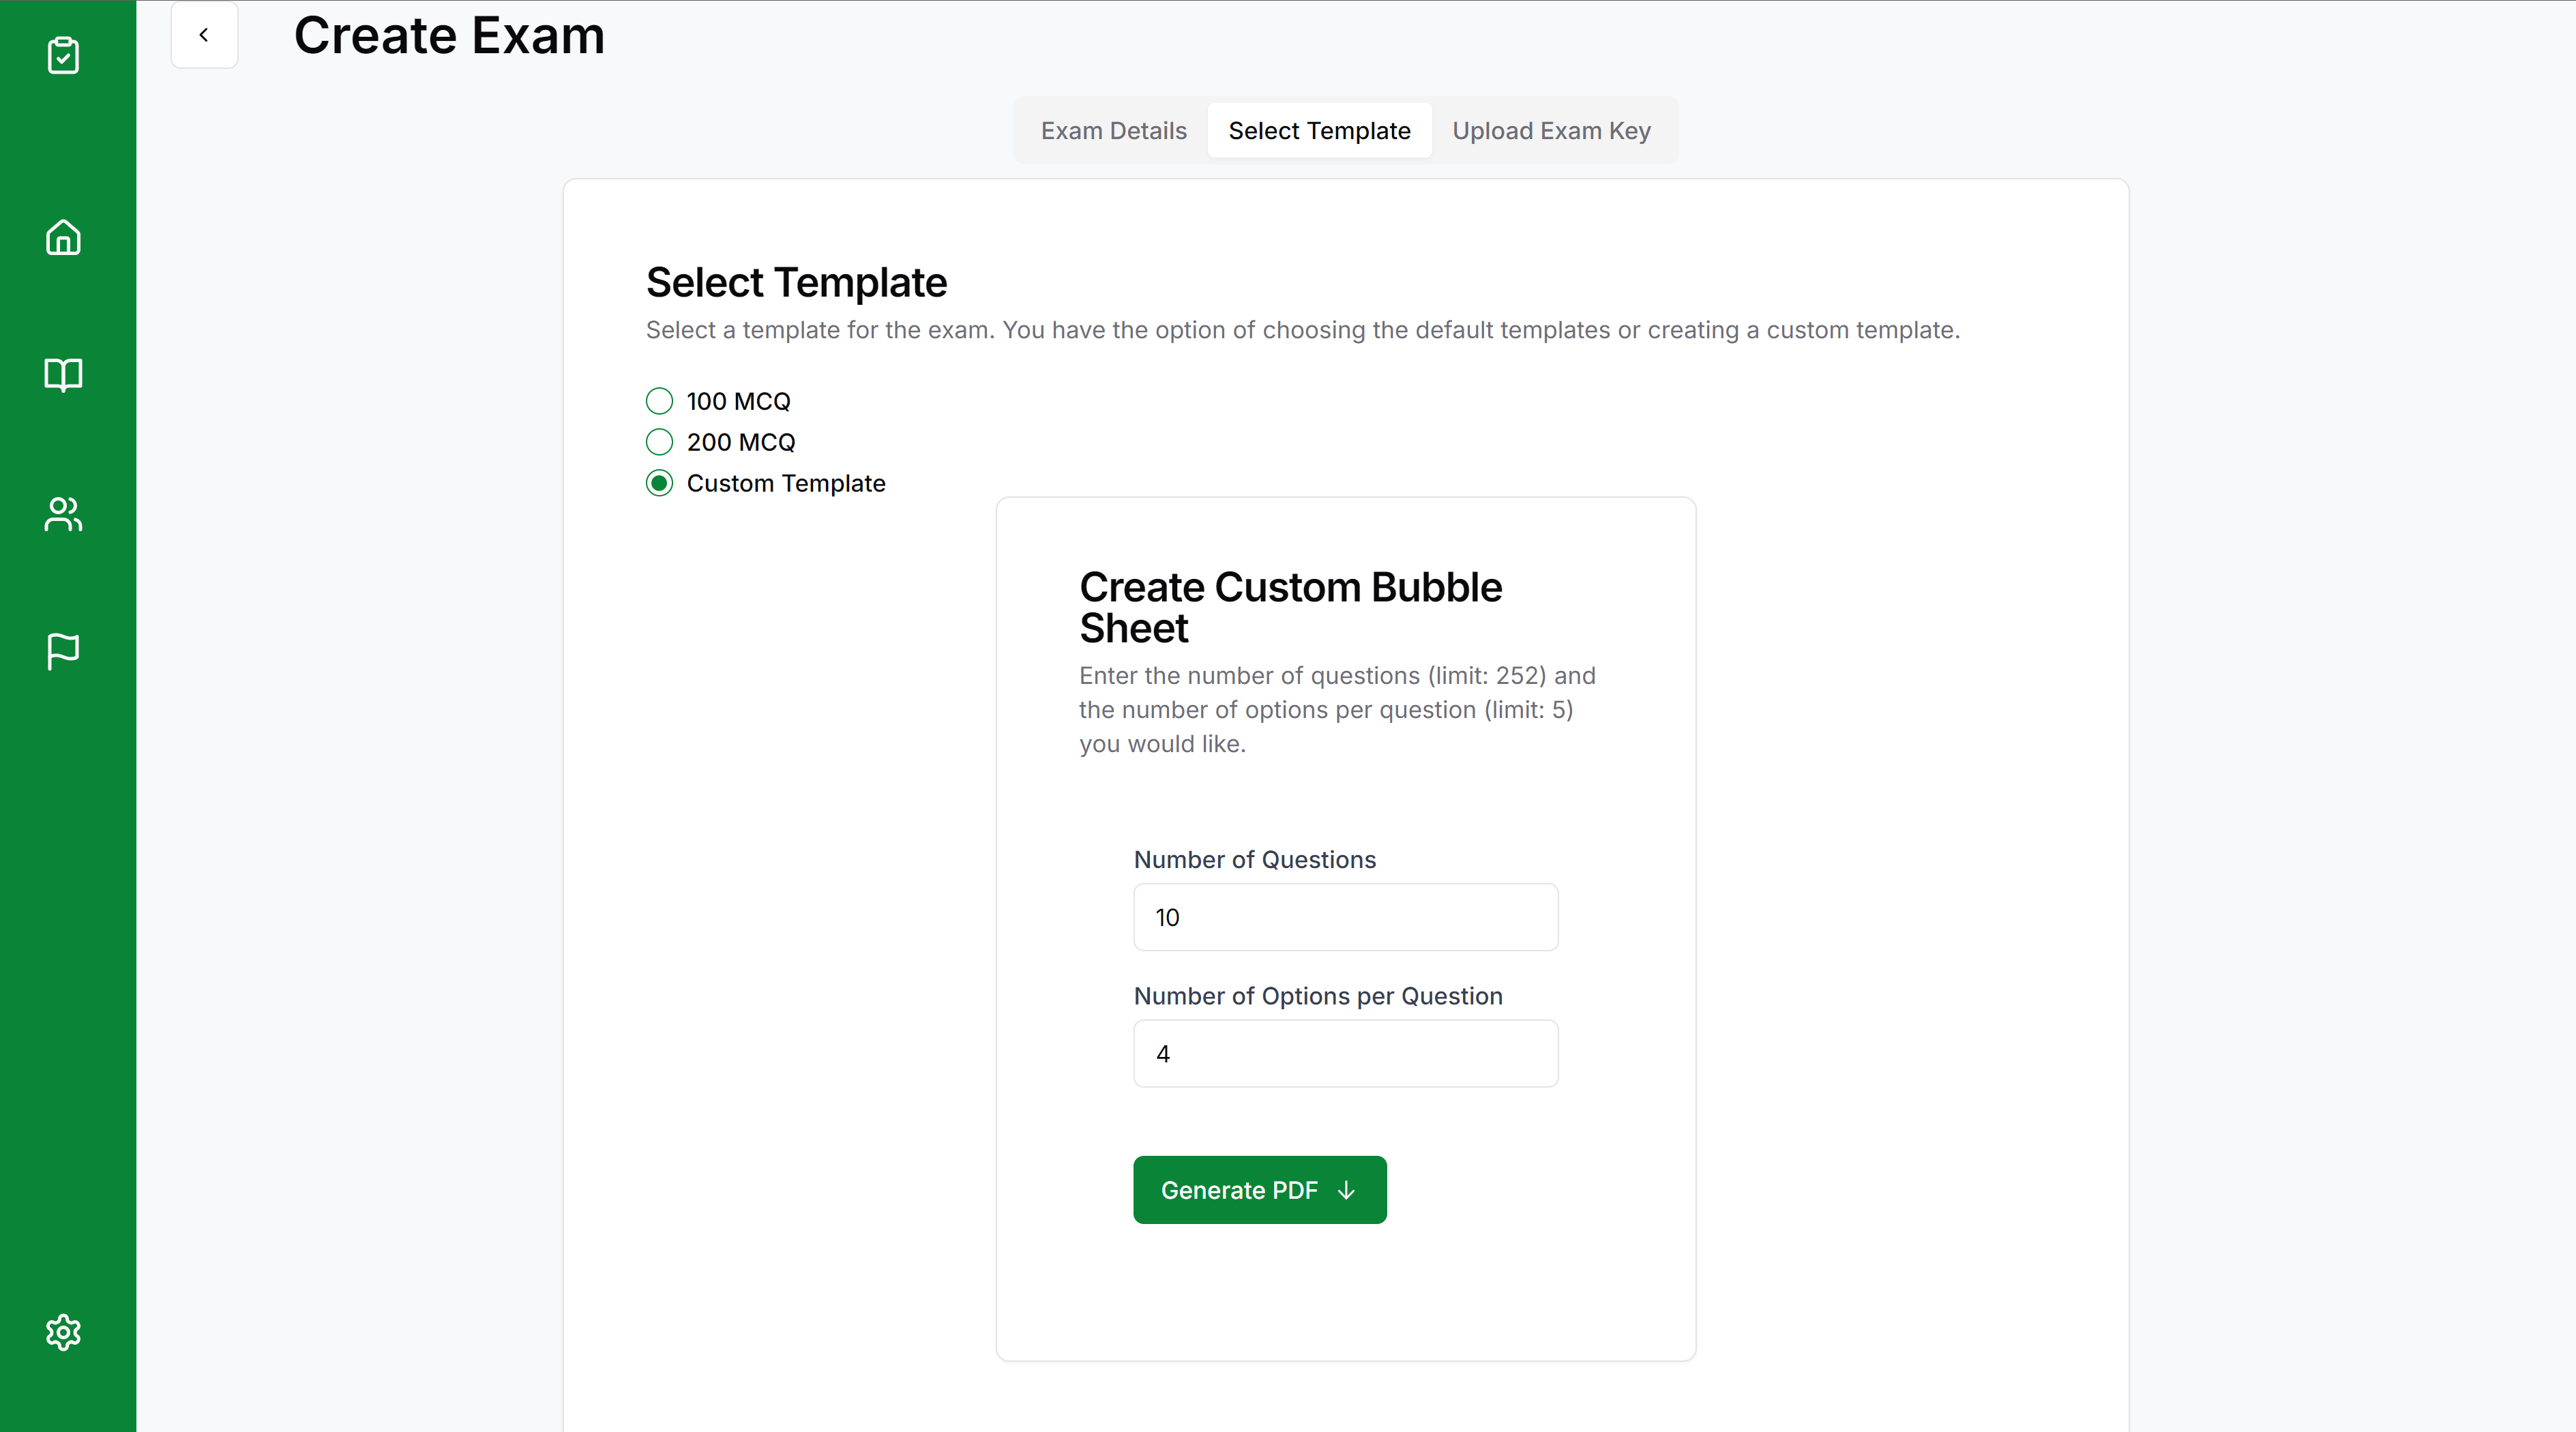 Create Exam
Exam Details
Select Template
Upload Exam Key
Select Template
Select a template for the exam. You have the option of choosing the default templates or creating a custom template.
100 MCQ
200 MCQ
Custom Template
Create Custom Bubble
Sheet
Enter the number of questions (limit: 252) and
the number of options per question (limit: 5)
you would like.
Number of Questions
10
Number of Options per Question
4
Generate PDF